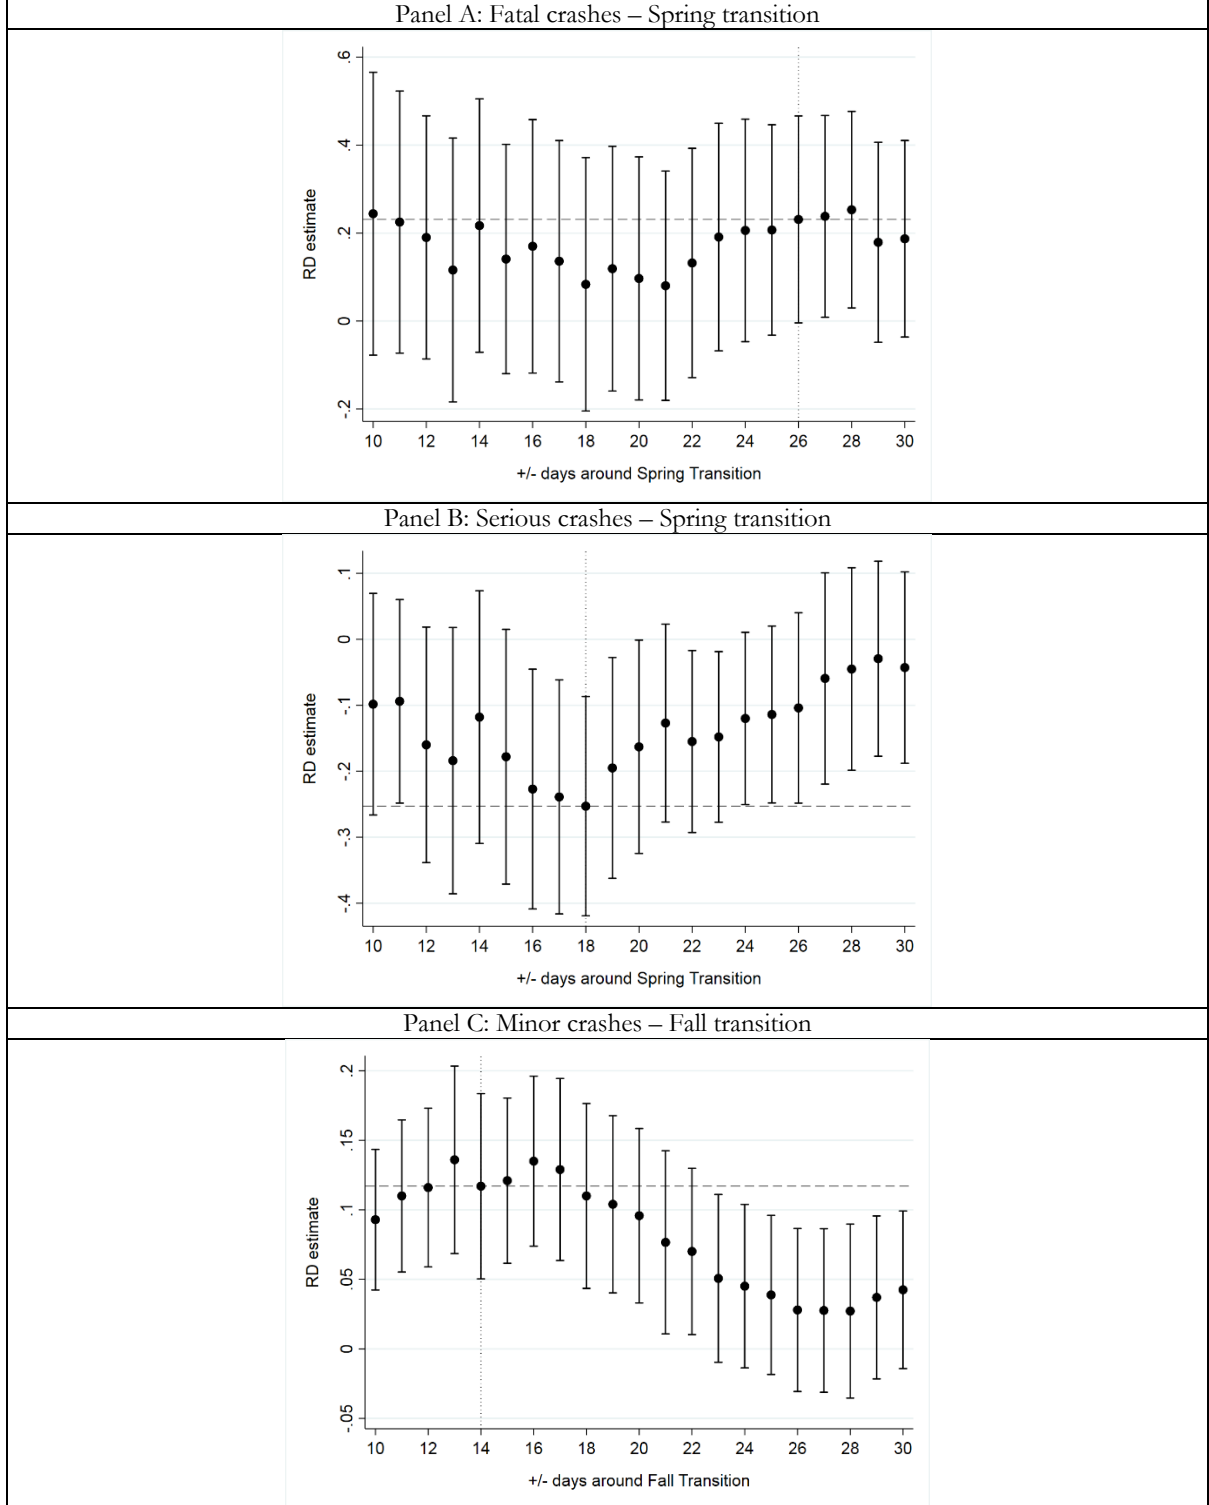 Panel A: Fatal crashes – Spring transition
.6
.4
.2
0
-.2
RD estimate
10 12 14 16 18 20 22 24 26 28 30
+/- days around Spring Transition
Panel B: Serious crashes – Spring transition
.1
0
-.1
-.2
-.3
-.4
RD estimate
10 12 14 16 18 20 22 24 26 28 30
+/- days around Spring Transition
Panel C: Minor crashes – Fall transition
.2
.15
.1
.05
0
-.05
RD estimate
10 12 14 16 18 20 22 24 26 28 30
+/- days around Fall Transition